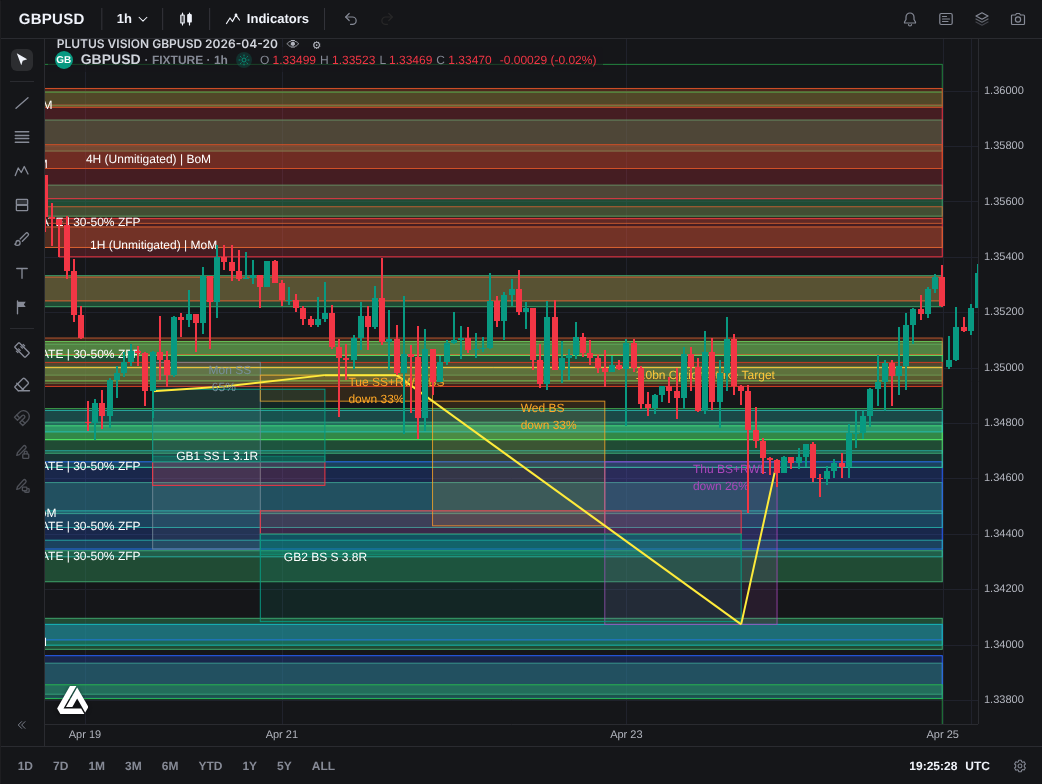 GBPUSD 1h Indicators
PLUTUS VISION GBPUSD 2026-04-20
GB GBPUSD · FIXTURE · 1h O 1.33499 H 1.33523 L 1.33469 C 1.33470 -0.00029 (-0.02%)
1.36000
M
1.35800
4H (Unmitigated) | BoM
1.35600
30-50% ZFP
1H (Unmitigated) | MoM
1.35400
1.35200
ATE | 30-50% ZFP
1.35000
Mon SS
65%
Tue SS+
down 33%
Target
Wed BS
down 33%
1.34800
GB1 SS L 3.1R
ATE | 30-50% ZFP
Thu BS+
down 26%
1.34600
ATE | 30-50% ZFP
1.34400
ATE | 30-50% ZFP
GB2 BS S 3.8R
1.34200
1.34000
1.33800
Apr 19 Apr 21 Apr 23 Apr 25
1D 7D 1M 3M 6M YTD 1Y 5Y ALL 19:25:28 UTC